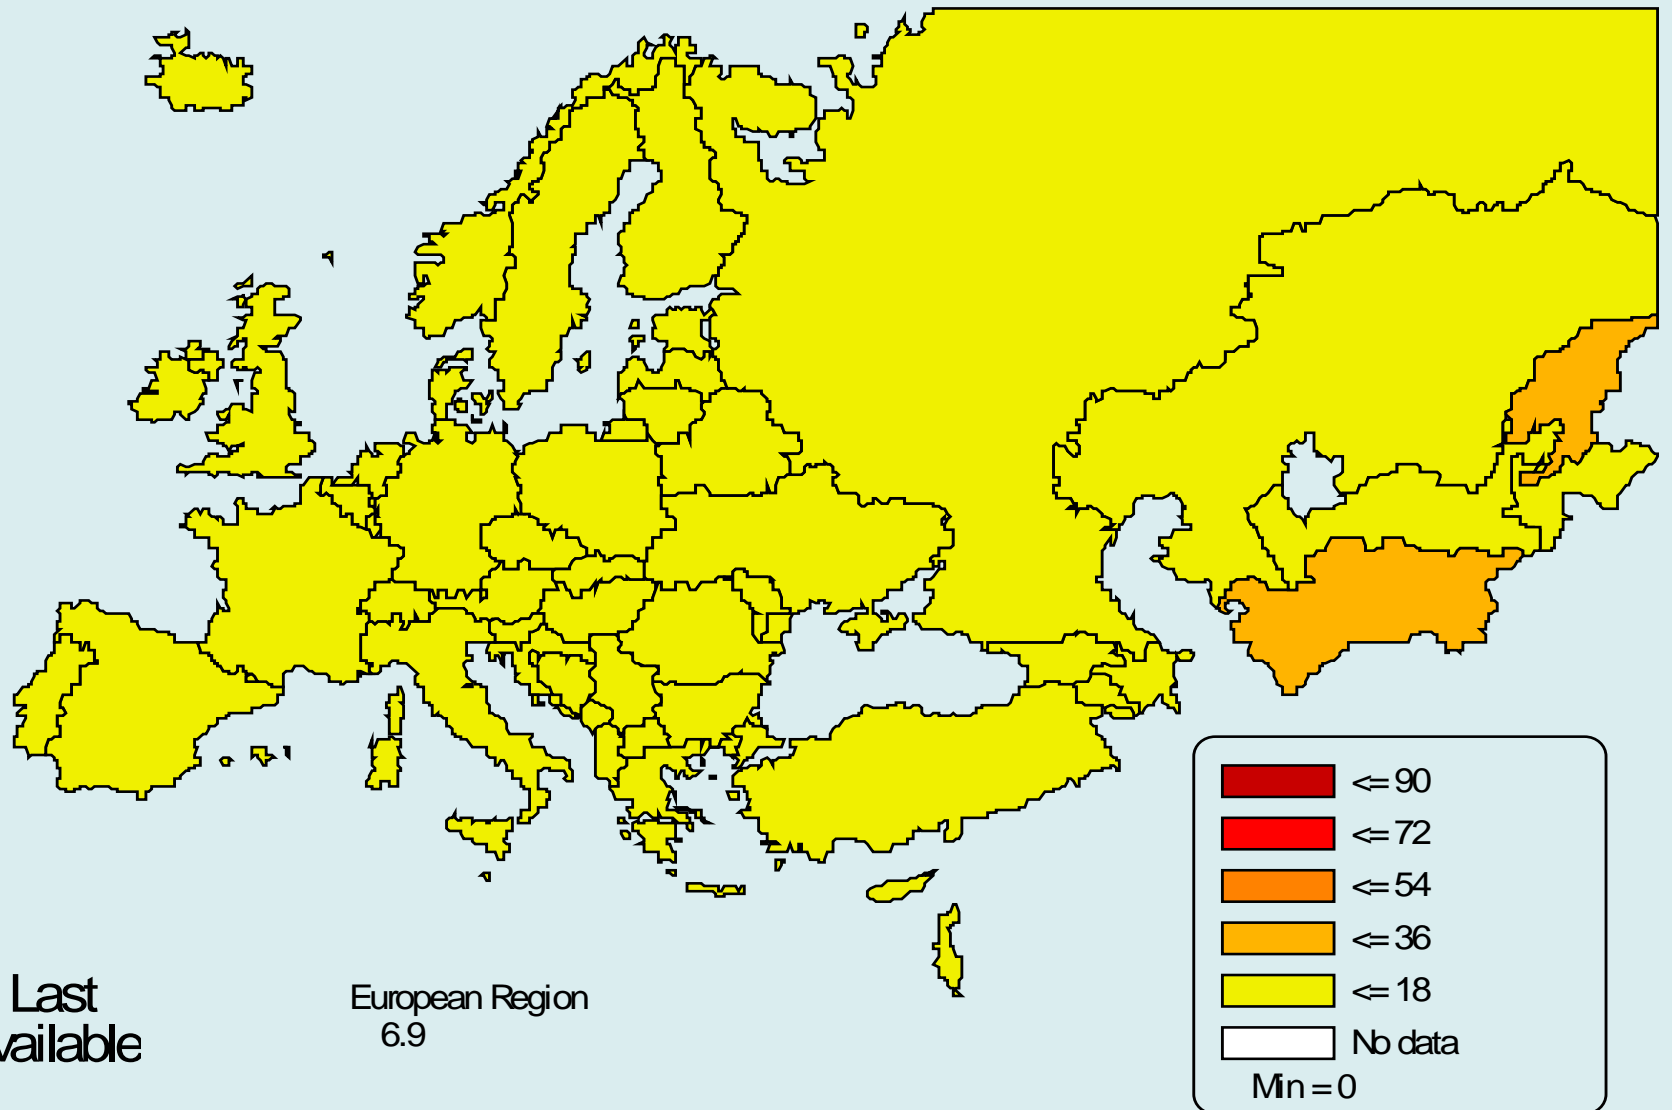 <= 90
<= 72
<= 54
<= 36
<= 18
No data
Min = 0
Last
vailable
European Region
6.9